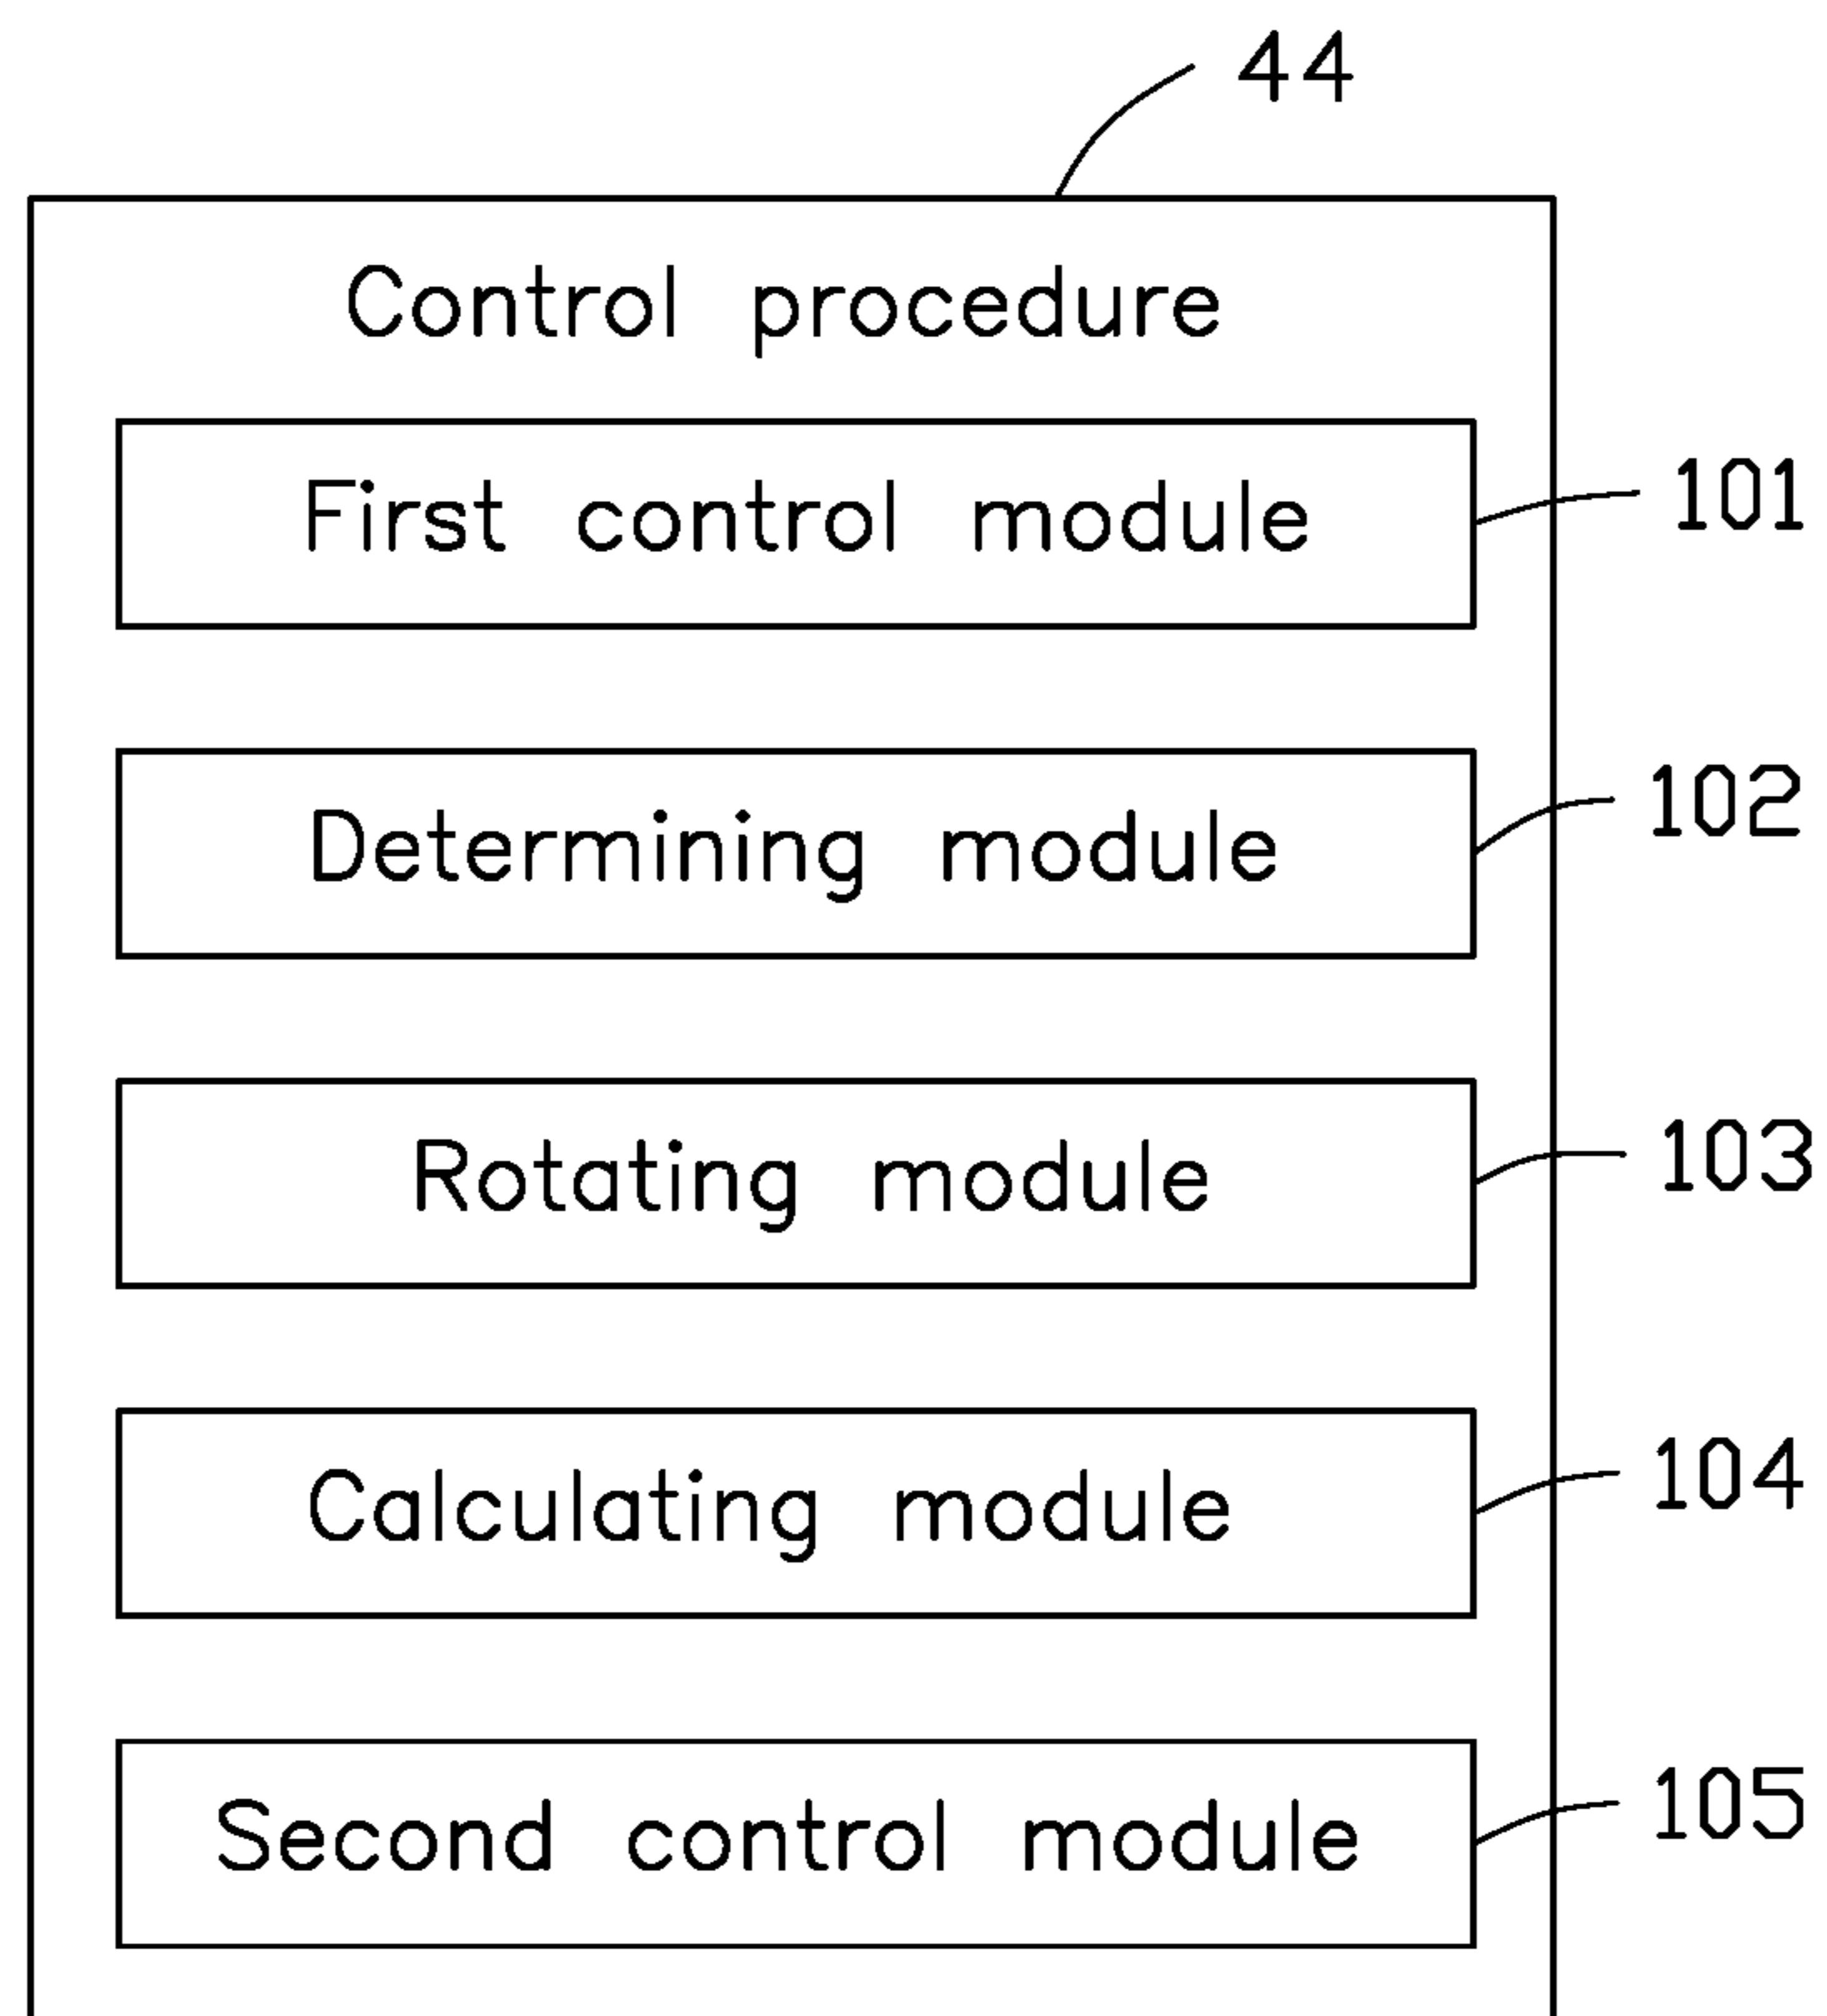 44
Control procedure
First control module
101
Determining module
102
Rotating module
103
Calculating module
104
Second control module
105